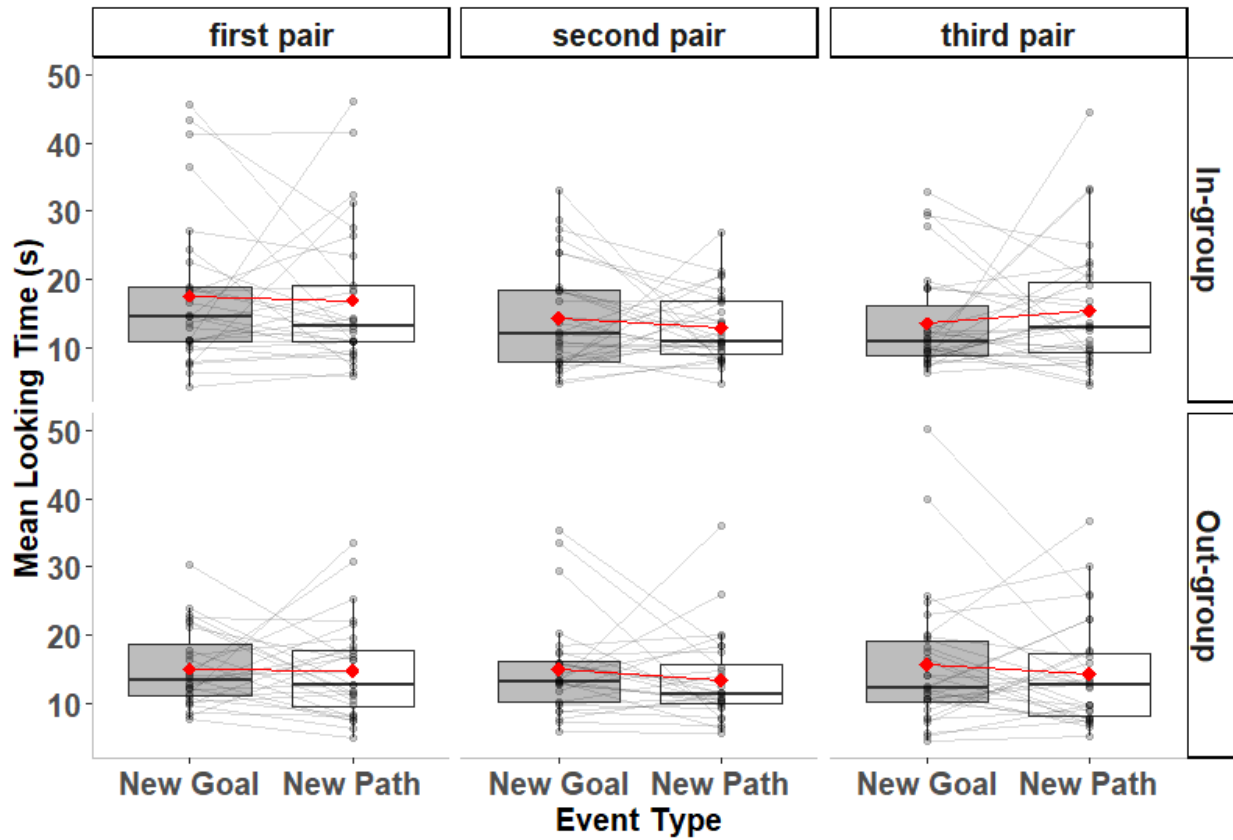 first pair
second pair
third pair
Mean Looking Time (s)
50
40
30
20
10
In-group
50
40
30
20
10
Out-group
New Goal New Path
New Goal New Path
New Goal New Path
Event Type